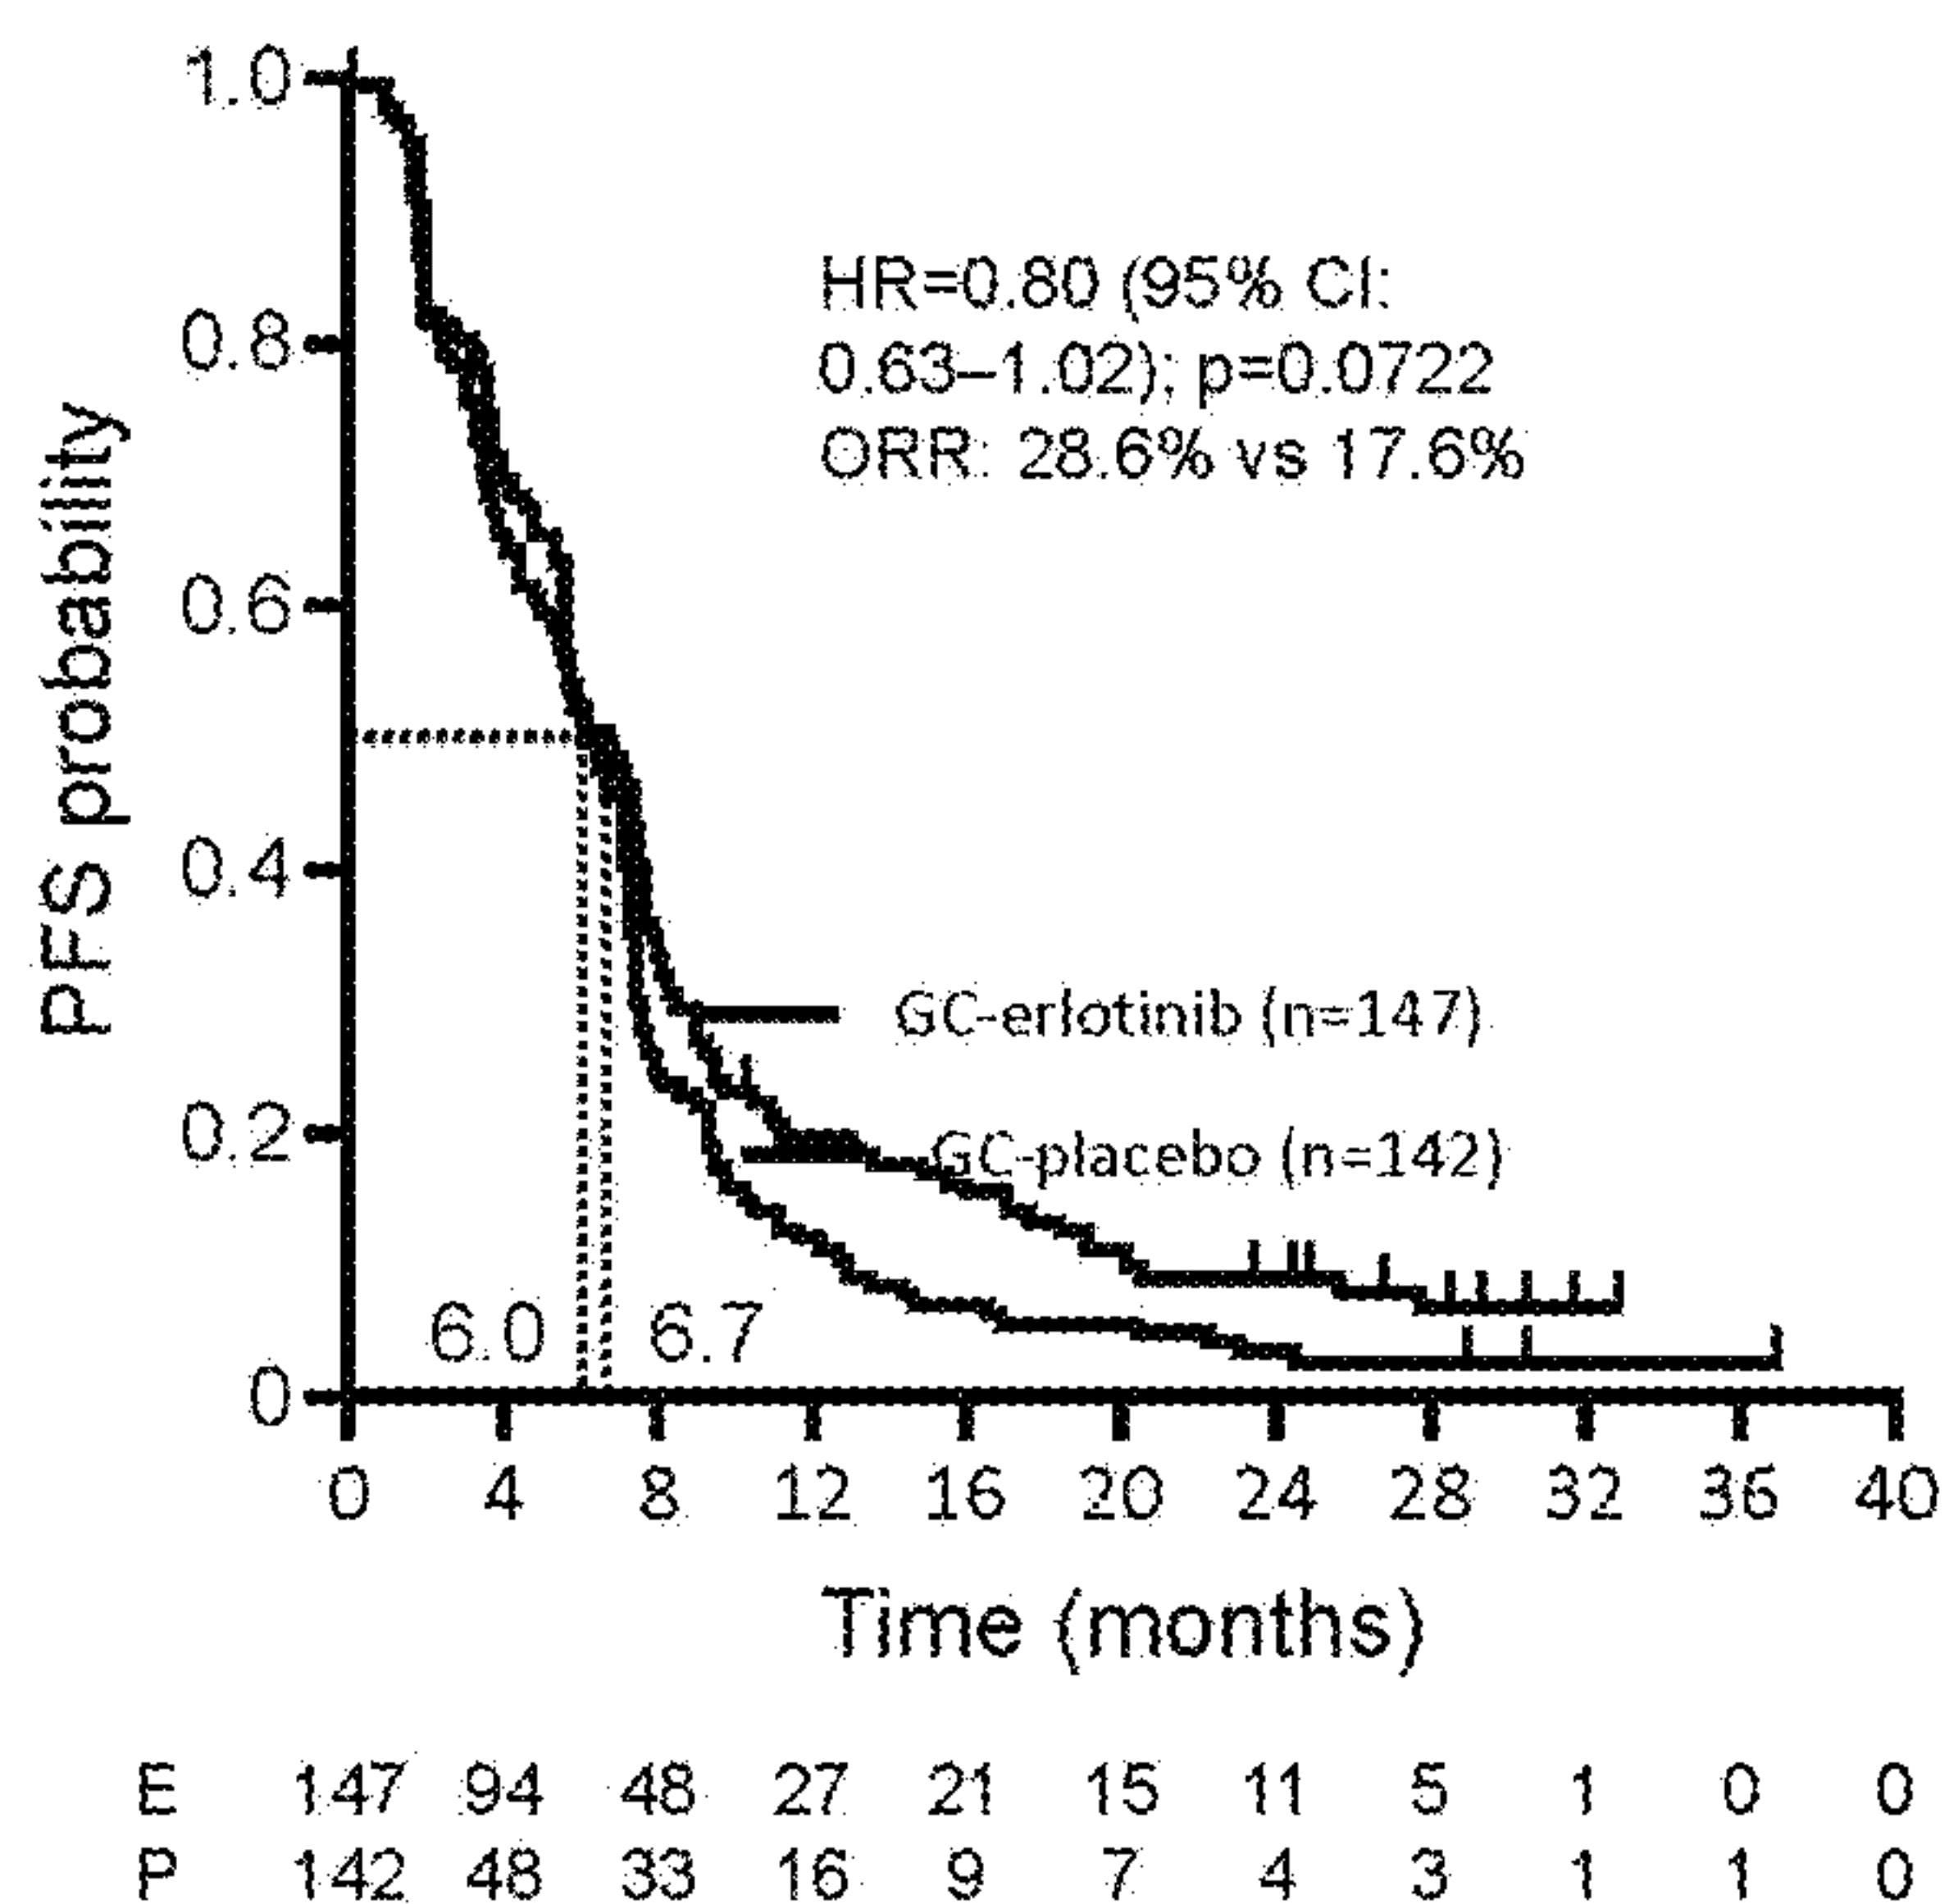 1.0
HR=0.80 (95% CI:
0.63–1.02); p=0.0722
ORR: 28.6% vs 17.6%
0.8
0.6
PFS probability
0.4
GC-erlotinib (n=147)
0.2
GC-placebo (n=142)
6.0 6.7
0
0 4 8 12 16 20 24 28 32 36 40
Time (months)
E 147 94 48 27 21 15 11 5 1 0 0
P 142 48 33 16 9 7 4 3 1 1 0